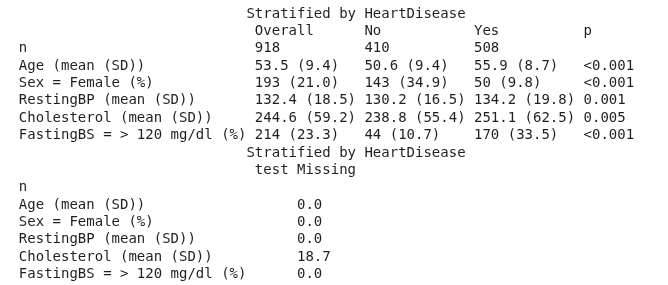 Stratified by HeartDisease
Overall No Yes p
n 918 410 508
Age (mean (SD)) 53.5 (9.4) 50.6 (9.4) 55.9 (8.7) <0.001
Sex = Female (%) 193 (21.0) 143 (34.9) 50 (9.8) <0.001
RestingBP (mean (SD)) 132.4 (18.5) 130.2 (16.5) 134.2 (19.8) 0.001
Cholesterol (mean (SD)) 244.6 (59.2) 238.8 (55.4) 251.1 (62.5) 0.005
FastingBS = > 120 mg/dl (%) 214 (23.3) 44 (10.7) 170 (33.5) <0.001
Stratified by HeartDisease
test Missing
n
Age (mean (SD)) 0.0
Sex = Female (%) 0.0
RestingBP (mean (SD)) 0.0
Cholesterol (mean (SD)) 18.7
FastingBS = > 120 mg/dl (%) 0.0